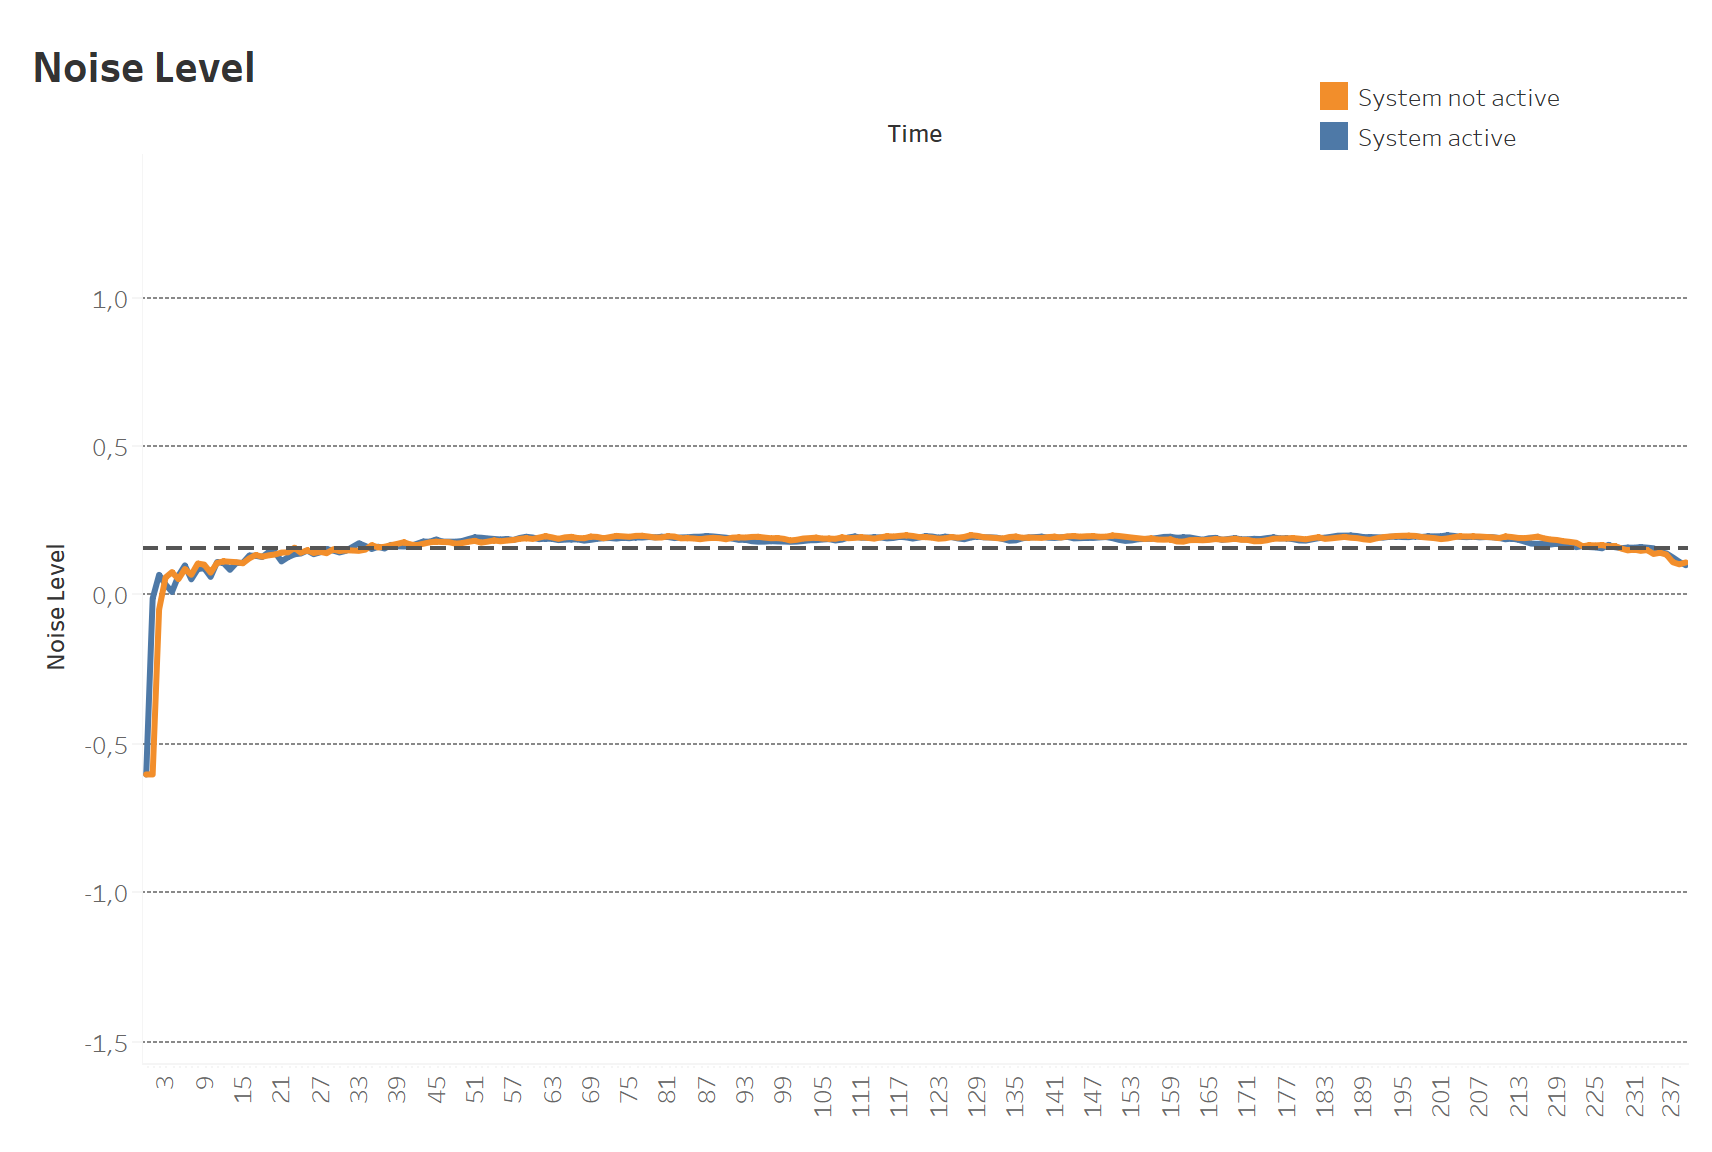 Noise Level
System not active
System active
Time
1,0
0,5
0,0
-0,5
-1,0
-1,5
Noise Level
3 9 15 21 27 33 39 45 51 57 63 69 75 81 87 93 99 105 111 117 123 129 135 141 147 153 159 165 171 177 183 189 195 201 207 213 219 225 231 237